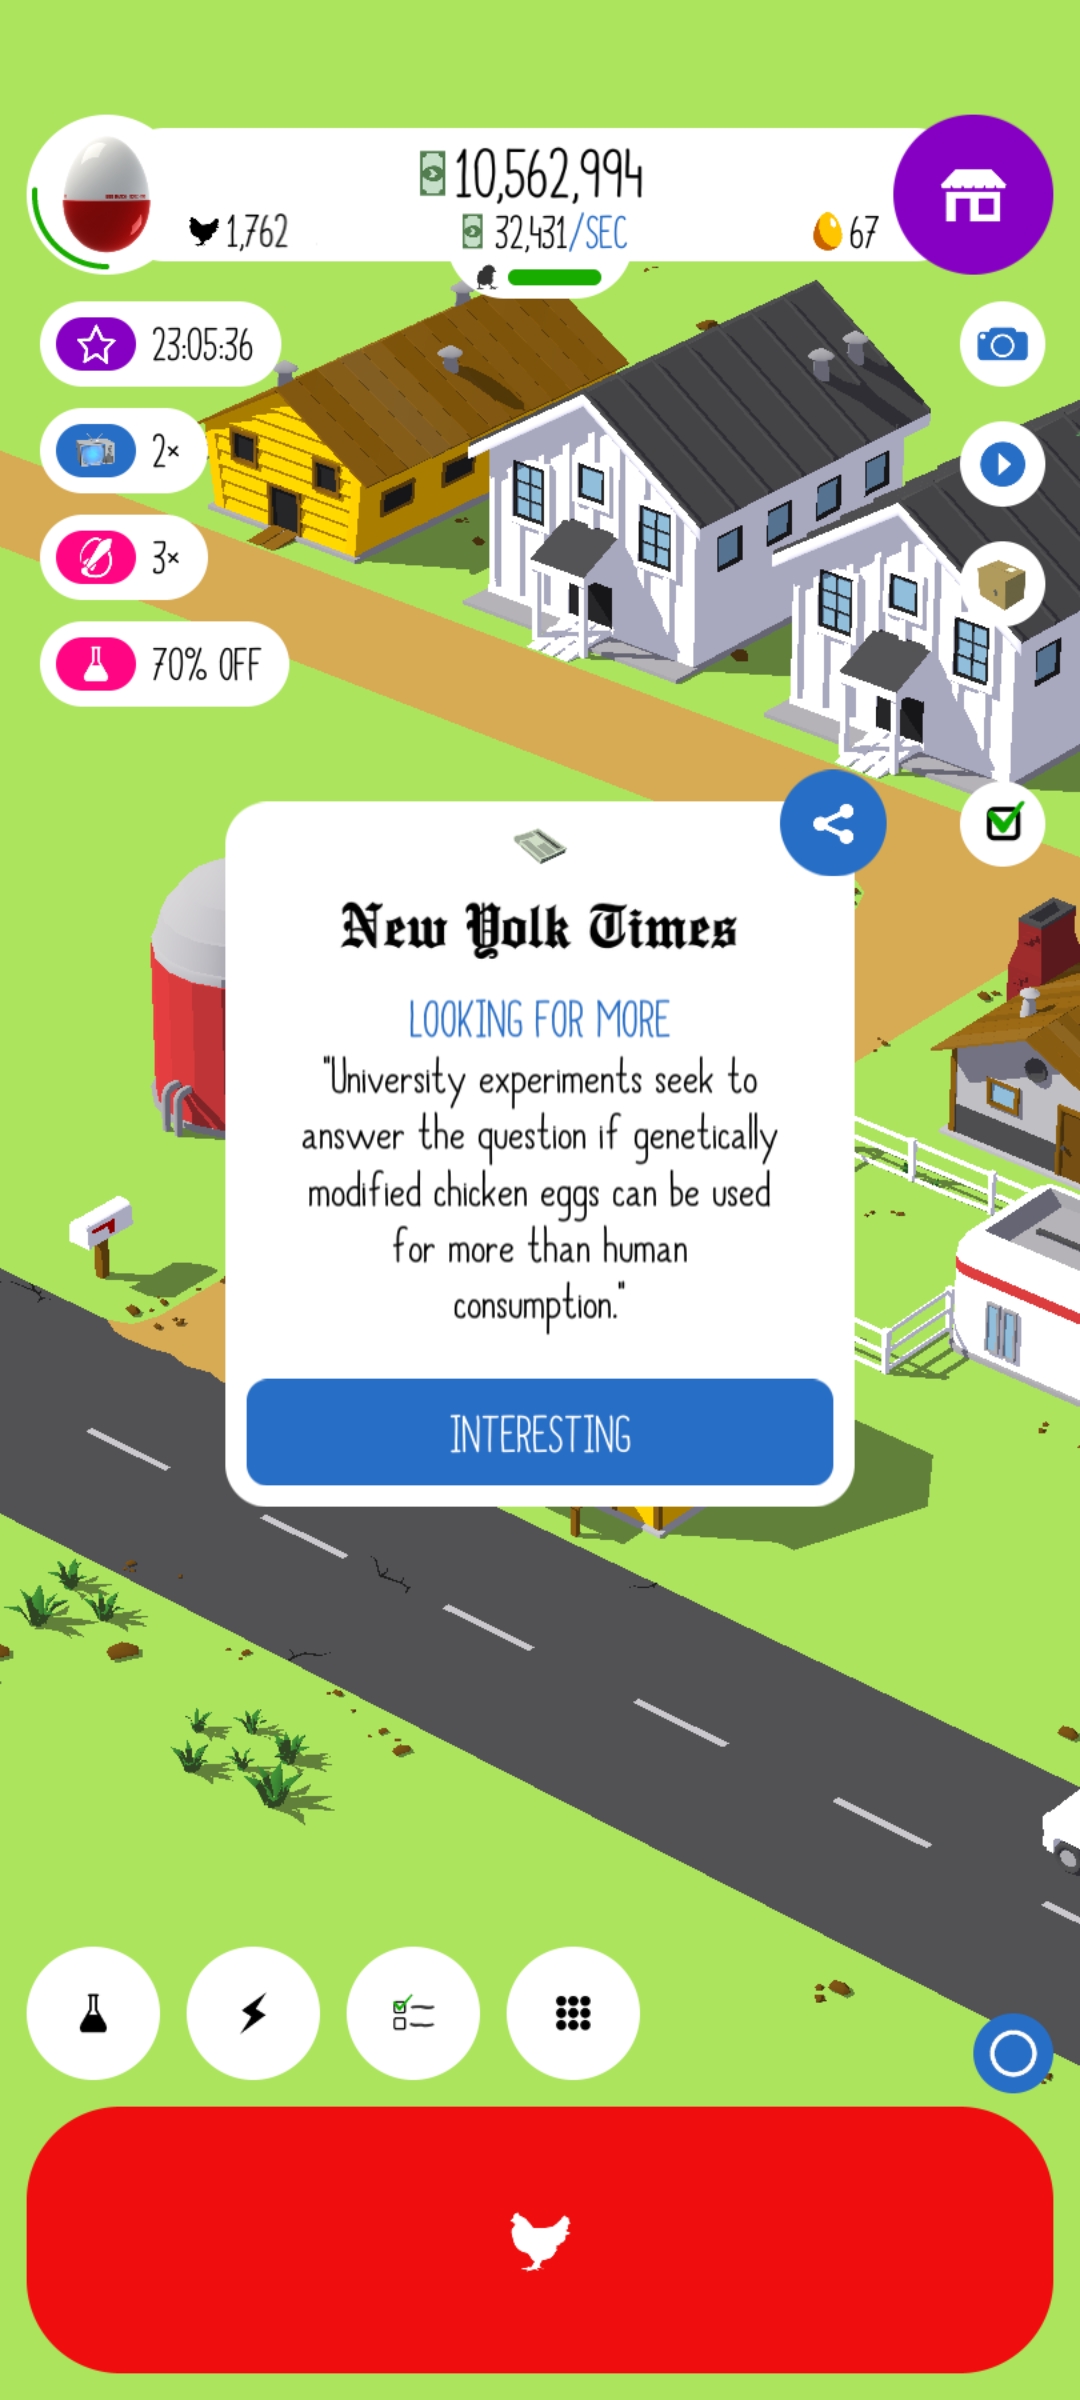 10,562,994
1,762
32,431/SEC
67
23:05:36
2×
3×
70% OFF
New Yolk Times
LOOKING FOR MORE
"University experiments seek to
answer the question if genetically
modified chicken eggs can be used
for more than human
consumption."
INTERESTING